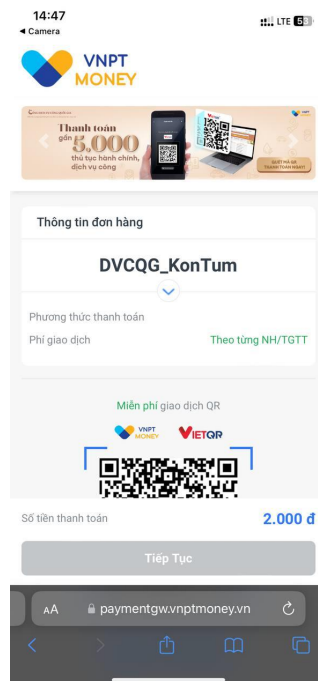 14:47
LTE 53
◄ Camera
VNPT
MONEY
Thanh toán
gần 5.000
thủ tục hành chính,
dịch vụ công
QUÉT MÃ QR
THANH TOÁN NGAY!
Thông tin đơn hàng
DVCQG_KonTum
Phương thức thanh toán
Phí giao dịch
Theo từng NH/TGTT
Miễn phí giao dịch QR
VNPT
MONEY
VIETQR
Số tiền thanh toán
2.000 đ
Tiếp Tục
AA
paymentgw.vnptmoney.vn